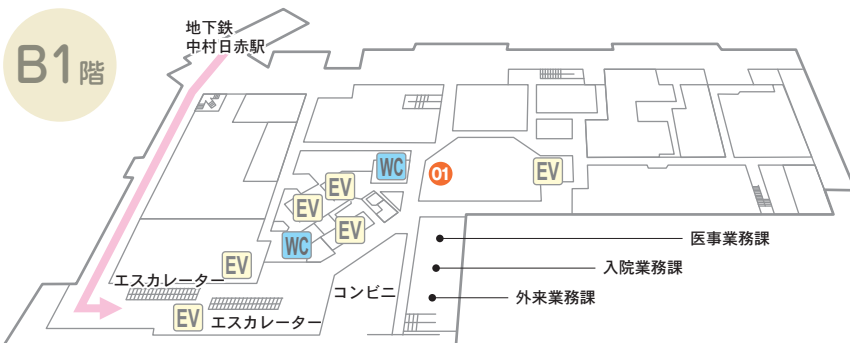 地下鉄
中村日赤駅
B1階
WC
01
EV
EV
EV
EV
WC
医事業務課
EV
入院業務課
エスカレーター
コンビニ
外来業務課
EV
エスカレーター